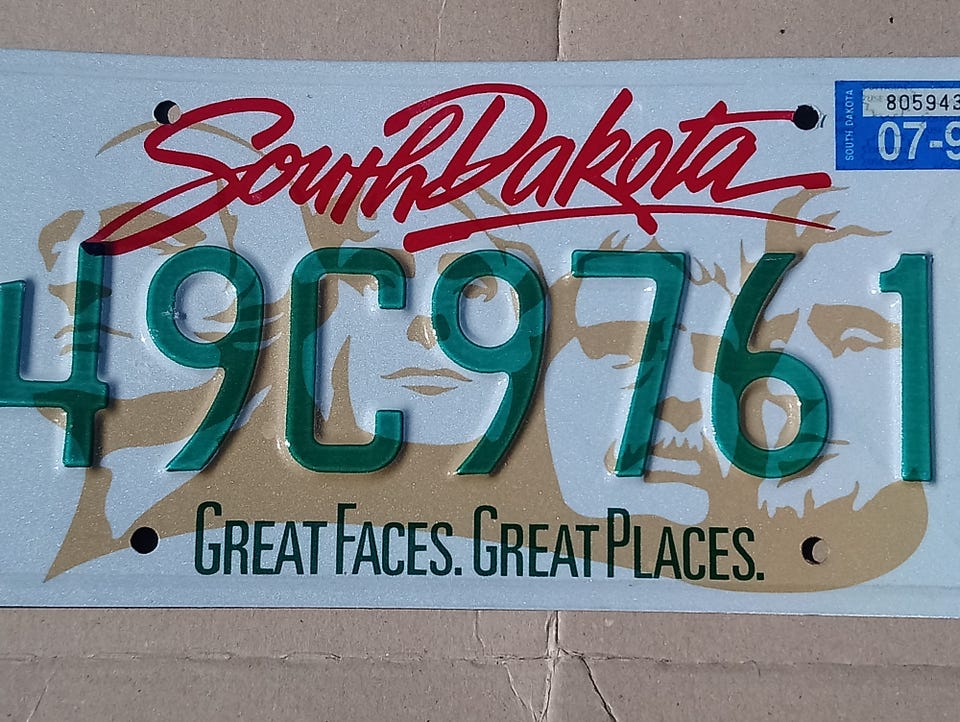 South Dakota
SOUTH DAKOTA
805943
07-9
49C9761
GREAT FACES. GREAT PLACES.